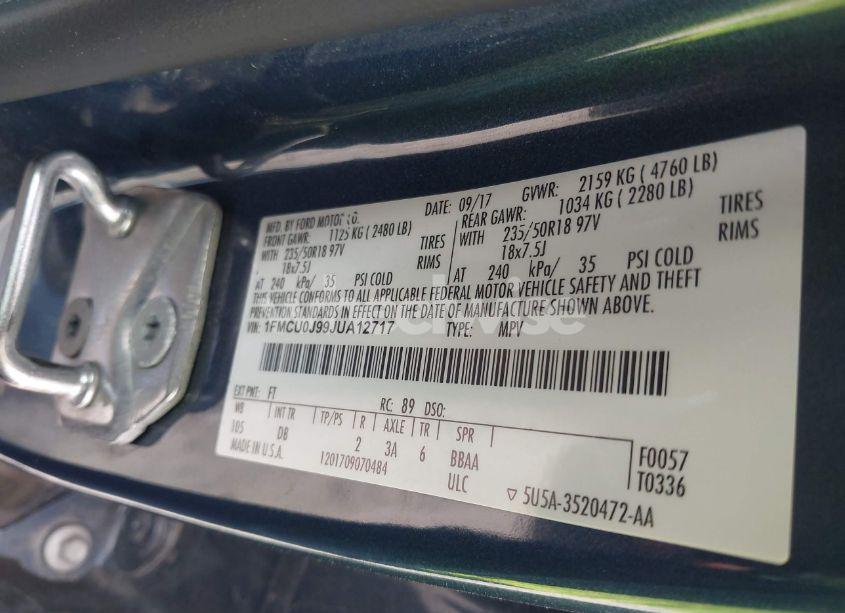 MFD. BY FORD MOTOR CO.
DATE: 09/17 GVWR: 2159 KG ( 4760 LB)
FRONT GAWR: 1125 KG ( 2480 LB) REAR GAWR: 1034 KG ( 2280 LB)
WITH 235/50R18 97V TIRES WITH 235/50R18 97V TIRES
18x7.5J RIMS 18x7.5J RIMS
AT 240 kPa/ 35 PSI COLD AT 240 kPa/ 35 PSI COLD
THIS VEHICLE CONFORMS TO ALL APPLICABLE FEDERAL MOTOR VEHICLE SAFETY AND THEFT
PREVENTION STANDARDS IN EFFECT ON THE DATE OF MANUFACTURE SHOWN ABOVE.
VIN: 1FMCU0J99JUA12717 TYPE: MPV
EXT PNT: FT RC: 89 DSO:
WB INT TR TP/PS R AXLE TR SPR
105 DB 2 3A 6 BBAA F0057
MADE IN U.S.A. 1201709070484 ULC T0336
▽ 5U5A-3520472-AA